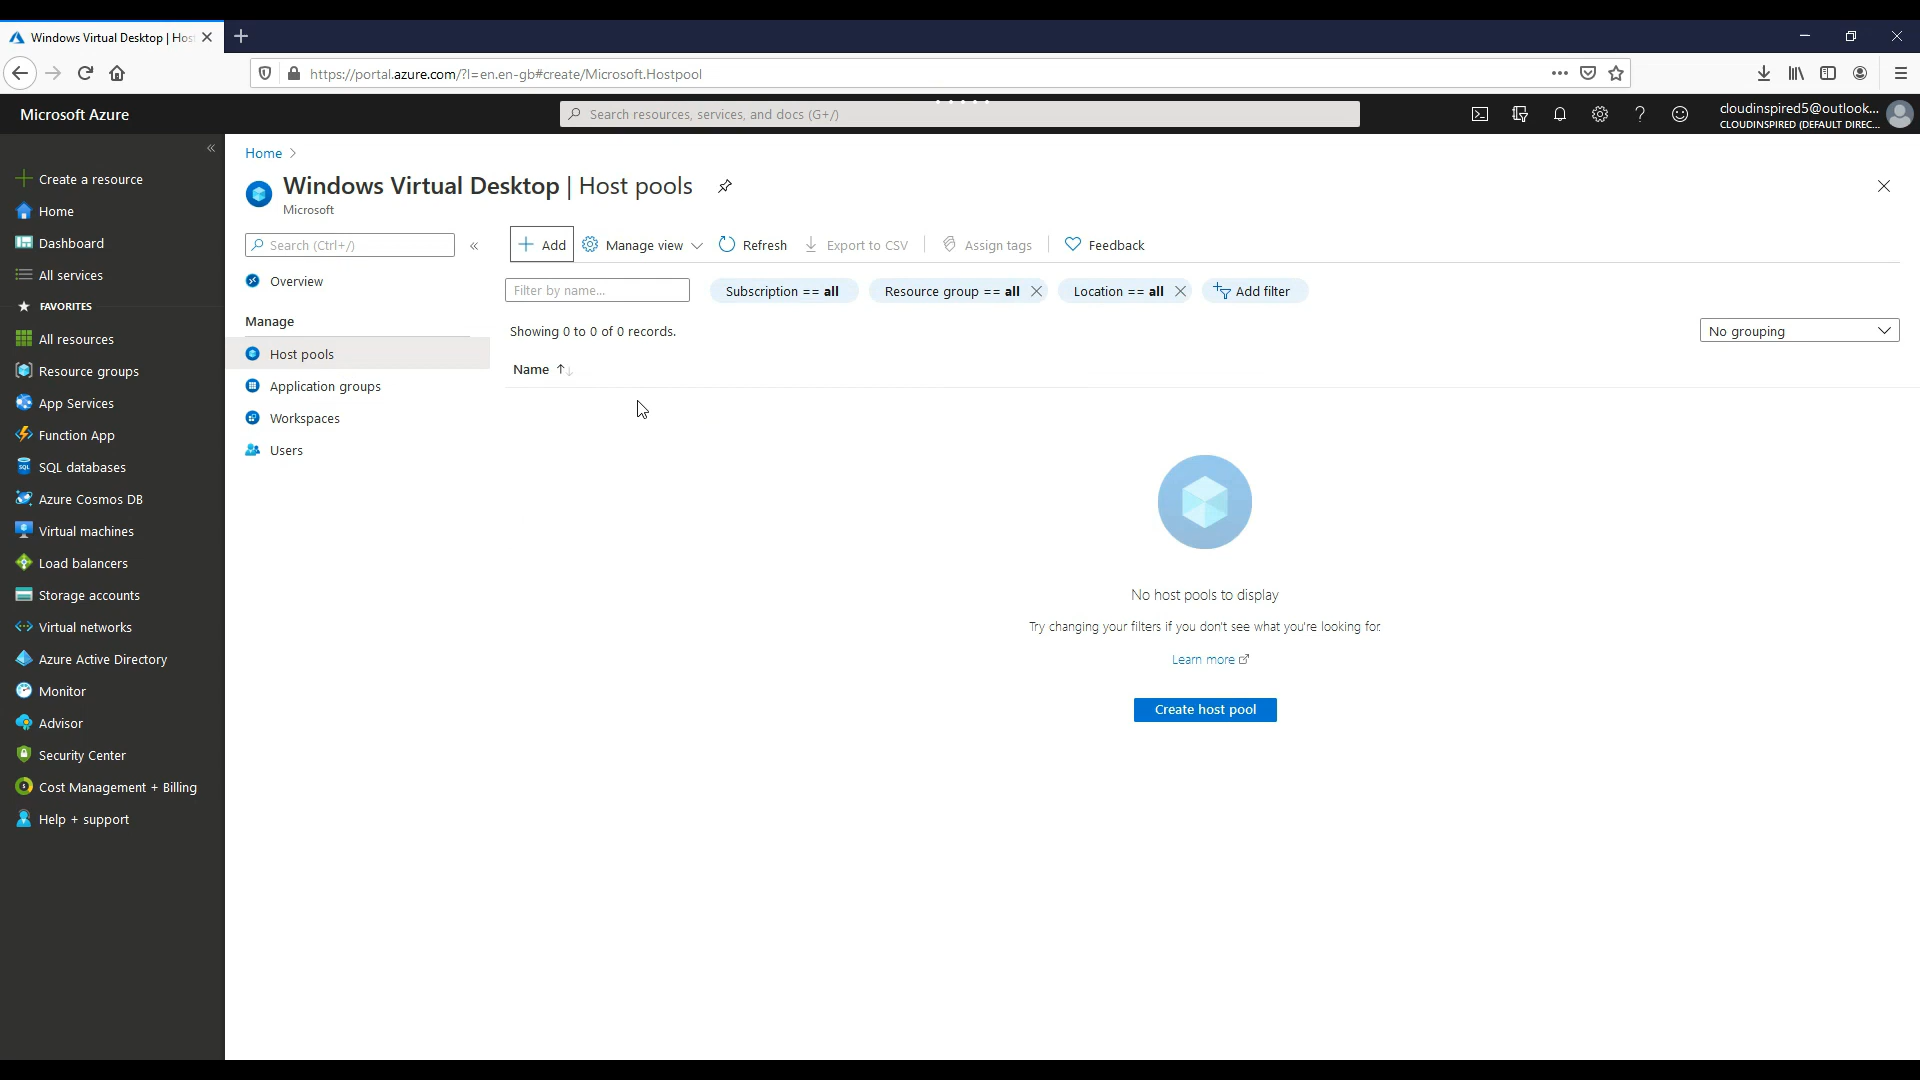 Windows Virtual Desktop | Hos
https://portal.azure.com/?l=en.en-gb#create/Microsoft.Hostpool
Microsoft Azure
Search resources, services, and docs (G+/)
cloudinspired5@outlook...
CLOUDINSPIRED (DEFAULT DIREC...
Create a resource
Home
Dashboard
All services
FAVORITES
All resources
Resource groups
App Services
Function App
SQL databases
Azure Cosmos DB
Virtual machines
Load balancers
Storage accounts
Virtual networks
Azure Active Directory
Monitor
Advisor
Security Center
Cost Management + Billing
Help + support
Home
Windows Virtual Desktop | Host pools
Microsoft
Search (Ctrl+/)
Overview
Manage
Host pools
Application groups
Workspaces
Users
Add Manage view Refresh Export to CSV Assign tags Feedback
Filter by name... Subscription == all Resource group == all Location == all Add filter
Showing 0 to 0 of 0 records.
No grouping
Name
No host pools to display
Try changing your filters if you don't see what you're looking for.
Learn more
Create host pool